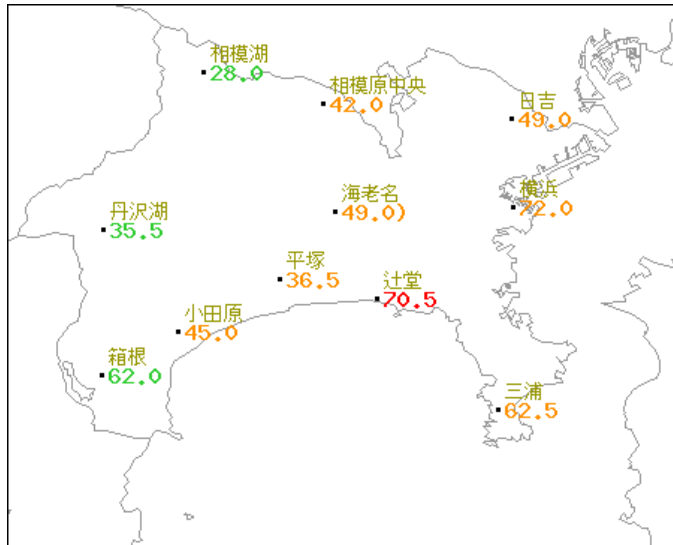 相模湖
28.0
相模原中央
42.0
日吉
49.0
海老名
49.0)
横浜
72.0
丹沢湖
35.5
平塚
36.5
辻堂
70.5
小田原
45.0
箱根
62.0
三浦
62.5